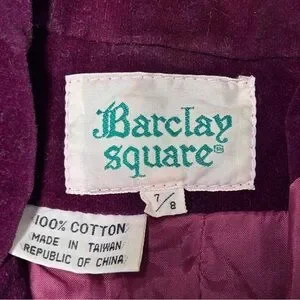 Barclay
square
7/8
100% COTTON
MADE IN TAIWAN
REPUBLIC OF CHINA